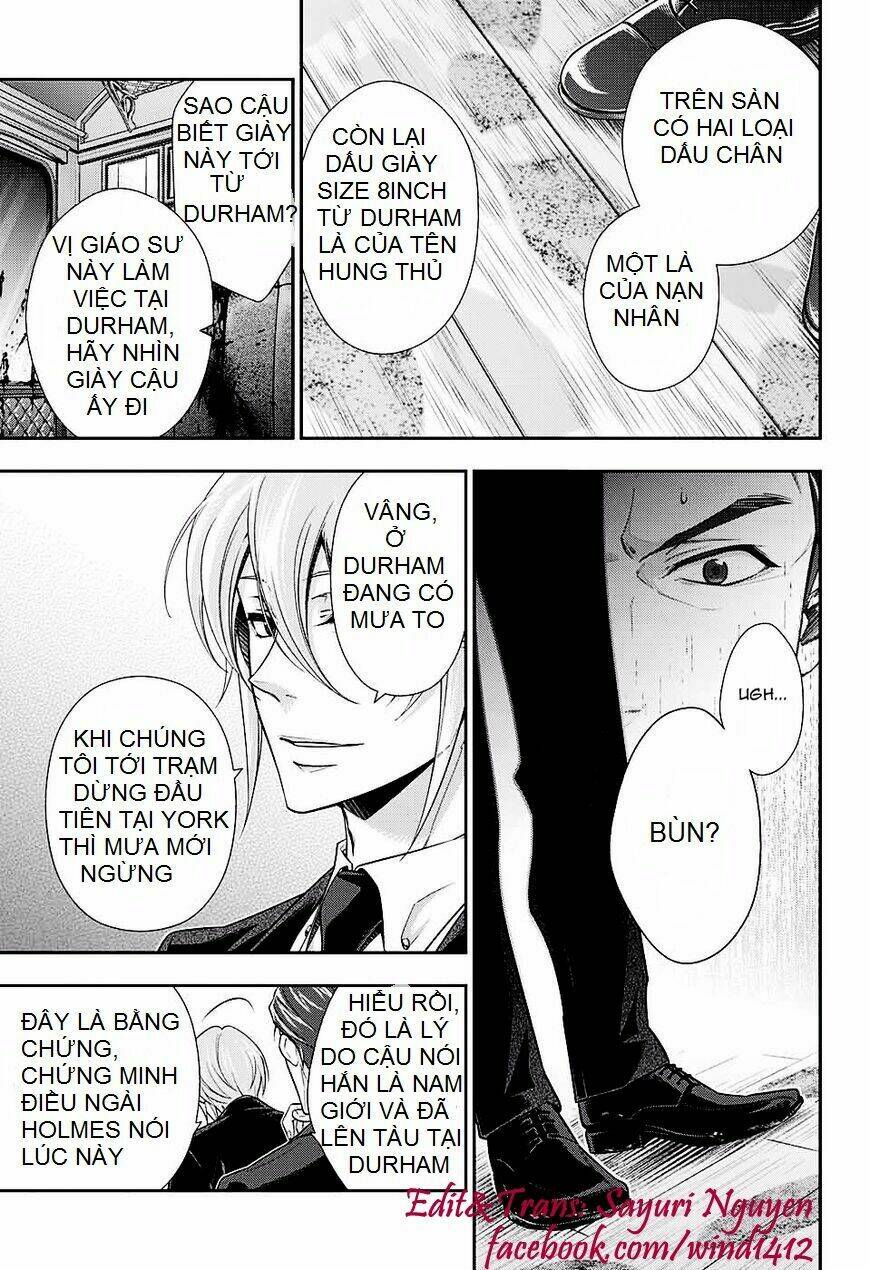 TRÊN SÀN
CÓ HAI LOẠI
DẤU CHÂN
MỘT LÀ
CỦA NẠN
NHÂN
CÒN LẠI
DẤU GIÀY
SIZE 8INCH
TỪ DURHAM
LÀ CỦA TÊN
HUNG THỦ
SAO CẬU
BIẾT GIÀY
NÀY TỚI
TỪ
DURHAM?
VỊ GIÁO SƯ
NÀY LÀM
VIỆC TẠI
DURHAM,
HÃY NHÌN
GIÀY CẬU
ẤY ĐI
UGH...
BÙN?
VÂNG,
Ở
DURHAM
ĐANG CÓ
MƯA TO
KHI CHÚNG
TÔI TỚI TRẠM
DỪNG ĐẦU
TIÊN TẠI YORK
THÌ MƯA MỚI
NGỪNG
HIỂU RỒI,
ĐÓ LÀ LÝ
DO CẬU NÓI
HẮN LÀ NAM
GIỚI VÀ ĐÃ
LÊN TÀU TẠI
DURHAM
ĐÂY LÀ BẰNG
CHỨNG,
CHỨNG MINH
ĐIỀU NGÀI
HOLMES NÓI
LÚC NÀY
Edit&Trans: Sayuri Nguyen
facebook.com/wind1412